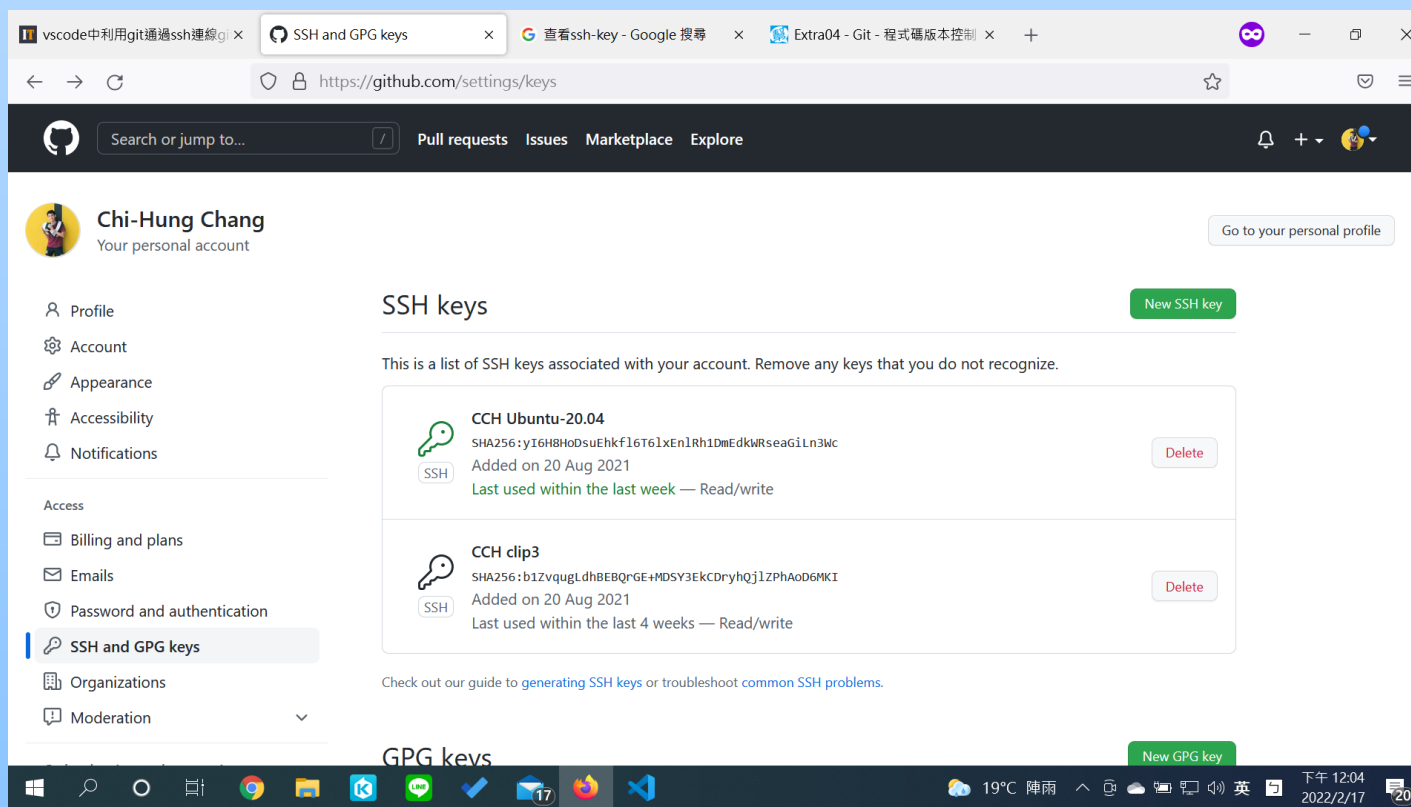 vscode中利用git通過ssh連線gi
SSH and GPG keys
查看ssh-key - Google 搜尋
Extra04 - Git - 程式碼版本控制
https://github.com/settings/keys
Search or jump to...
/
Pull requests
Issues
Marketplace
Explore
Chi-Hung Chang
Your personal account
Go to your personal profile
Profile
Account
Appearance
Accessibility
Notifications
Access
Billing and plans
Emails
Password and authentication
SSH and GPG keys
Organizations
Moderation
SSH keys
New SSH key
This is a list of SSH keys associated with your account. Remove any keys that you do not recognize.
CCH Ubuntu-20.04
SHA256:yI6H8HoDsuEhkfl6T6lxEnlRh1DmEdkWRseaGiLn3Wc
SSH
Added on 20 Aug 2021
Last used within the last week — Read/write
Delete
CCH clip3
SHA256:b1ZvqugLdhBEBQrGE+MDSY3EkCDryhQjlZPhAoD6MKI
SSH
Added on 20 Aug 2021
Last used within the last 4 weeks — Read/write
Delete
Check out our guide to generating SSH keys or troubleshoot common SSH problems.
GPG keys
New GPG key
17
19°C 陣雨
英
下午 12:04
2022/2/17
20